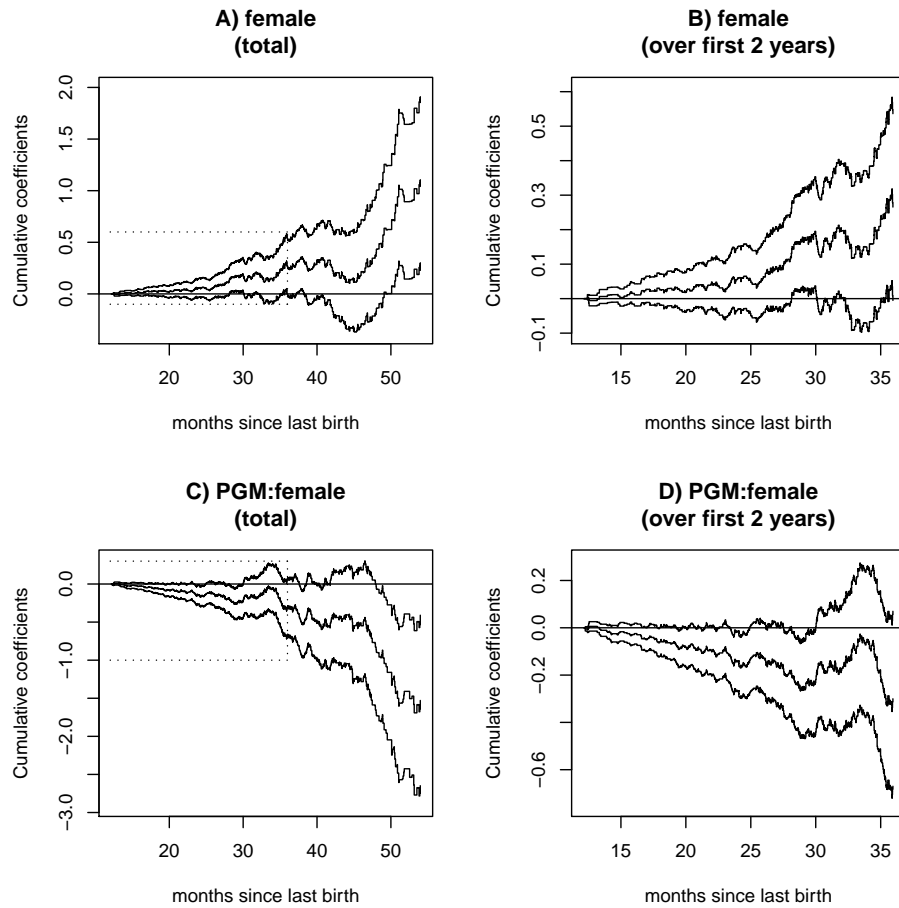 A) female
(total)
Cumulative coefficients
2.0
1.5
1.0
0.5
0.0
20 30 40 50
months since last birth
B) female
(over first 2 years)
Cumulative coefficients
0.5
0.3
0.1
−0.1
15 20 25 30 35
months since last birth
C) PGM:female
(total)
Cumulative coefficients
0.0
−1.0
−2.0
−3.0
20 30 40 50
months since last birth
D) PGM:female
(over first 2 years)
Cumulative coefficients
0.2
0.0
−0.2
−0.6
15 20 25 30 35
months since last birth